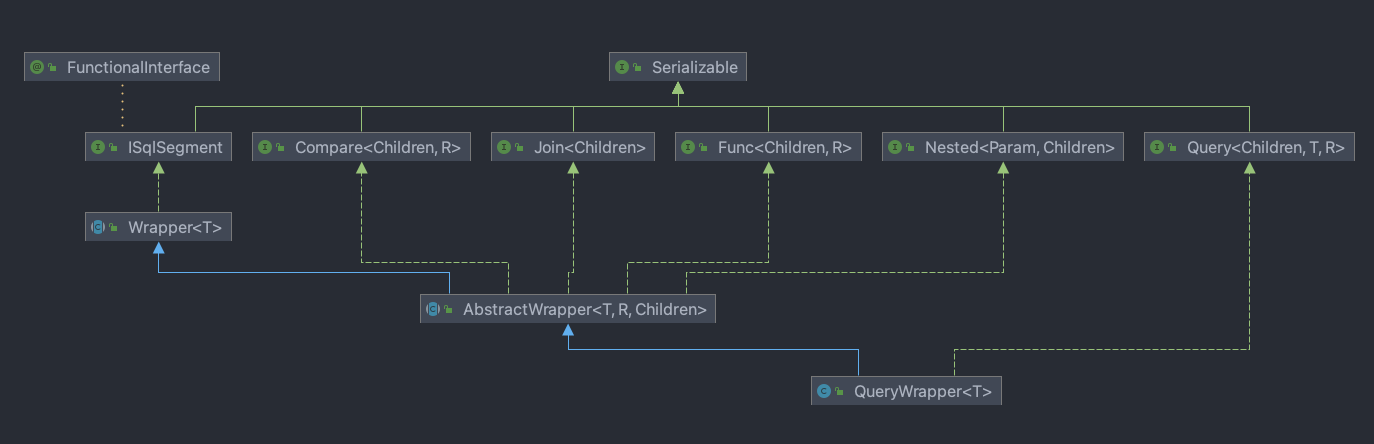 FunctionalInterface
Serializable
ISqlSegment
Compare<Children, R>
Join<Children>
Func<Children, R>
Nested<Param, Children>
Query<Children, T, R>
Wrapper<T>
AbstractWrapper<T, R, Children>
QueryWrapper<T>